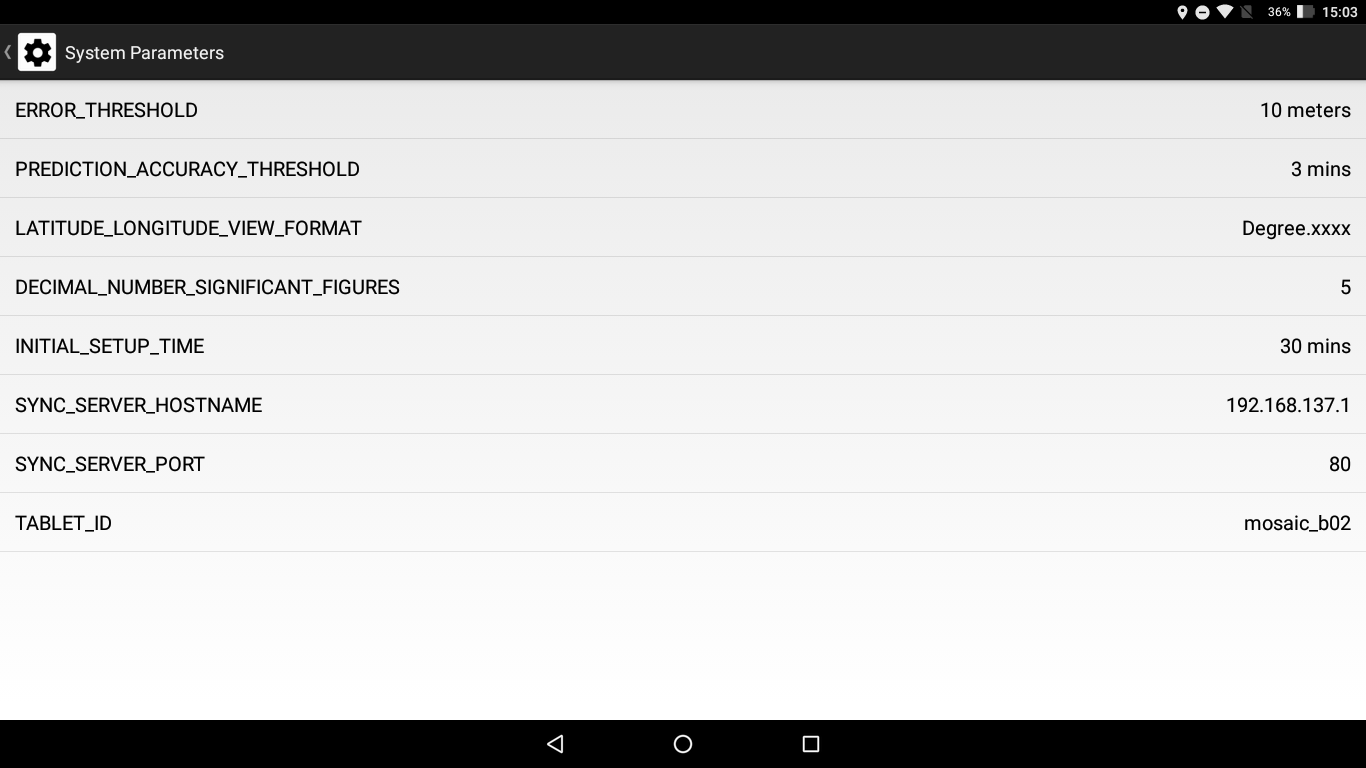 36% 15:03
System Parameters
ERROR_THRESHOLD 10 meters
PREDICTION_ACCURACY_THRESHOLD 3 mins
LATITUDE_LONGITUDE_VIEW_FORMAT Degree.xxxx
DECIMAL_NUMBER_SIGNIFICANT_FIGURES 5
INITIAL_SETUP_TIME 30 mins
SYNC_SERVER_HOSTNAME 192.168.137.1
SYNC_SERVER_PORT 80
TABLET_ID mosaic_b02